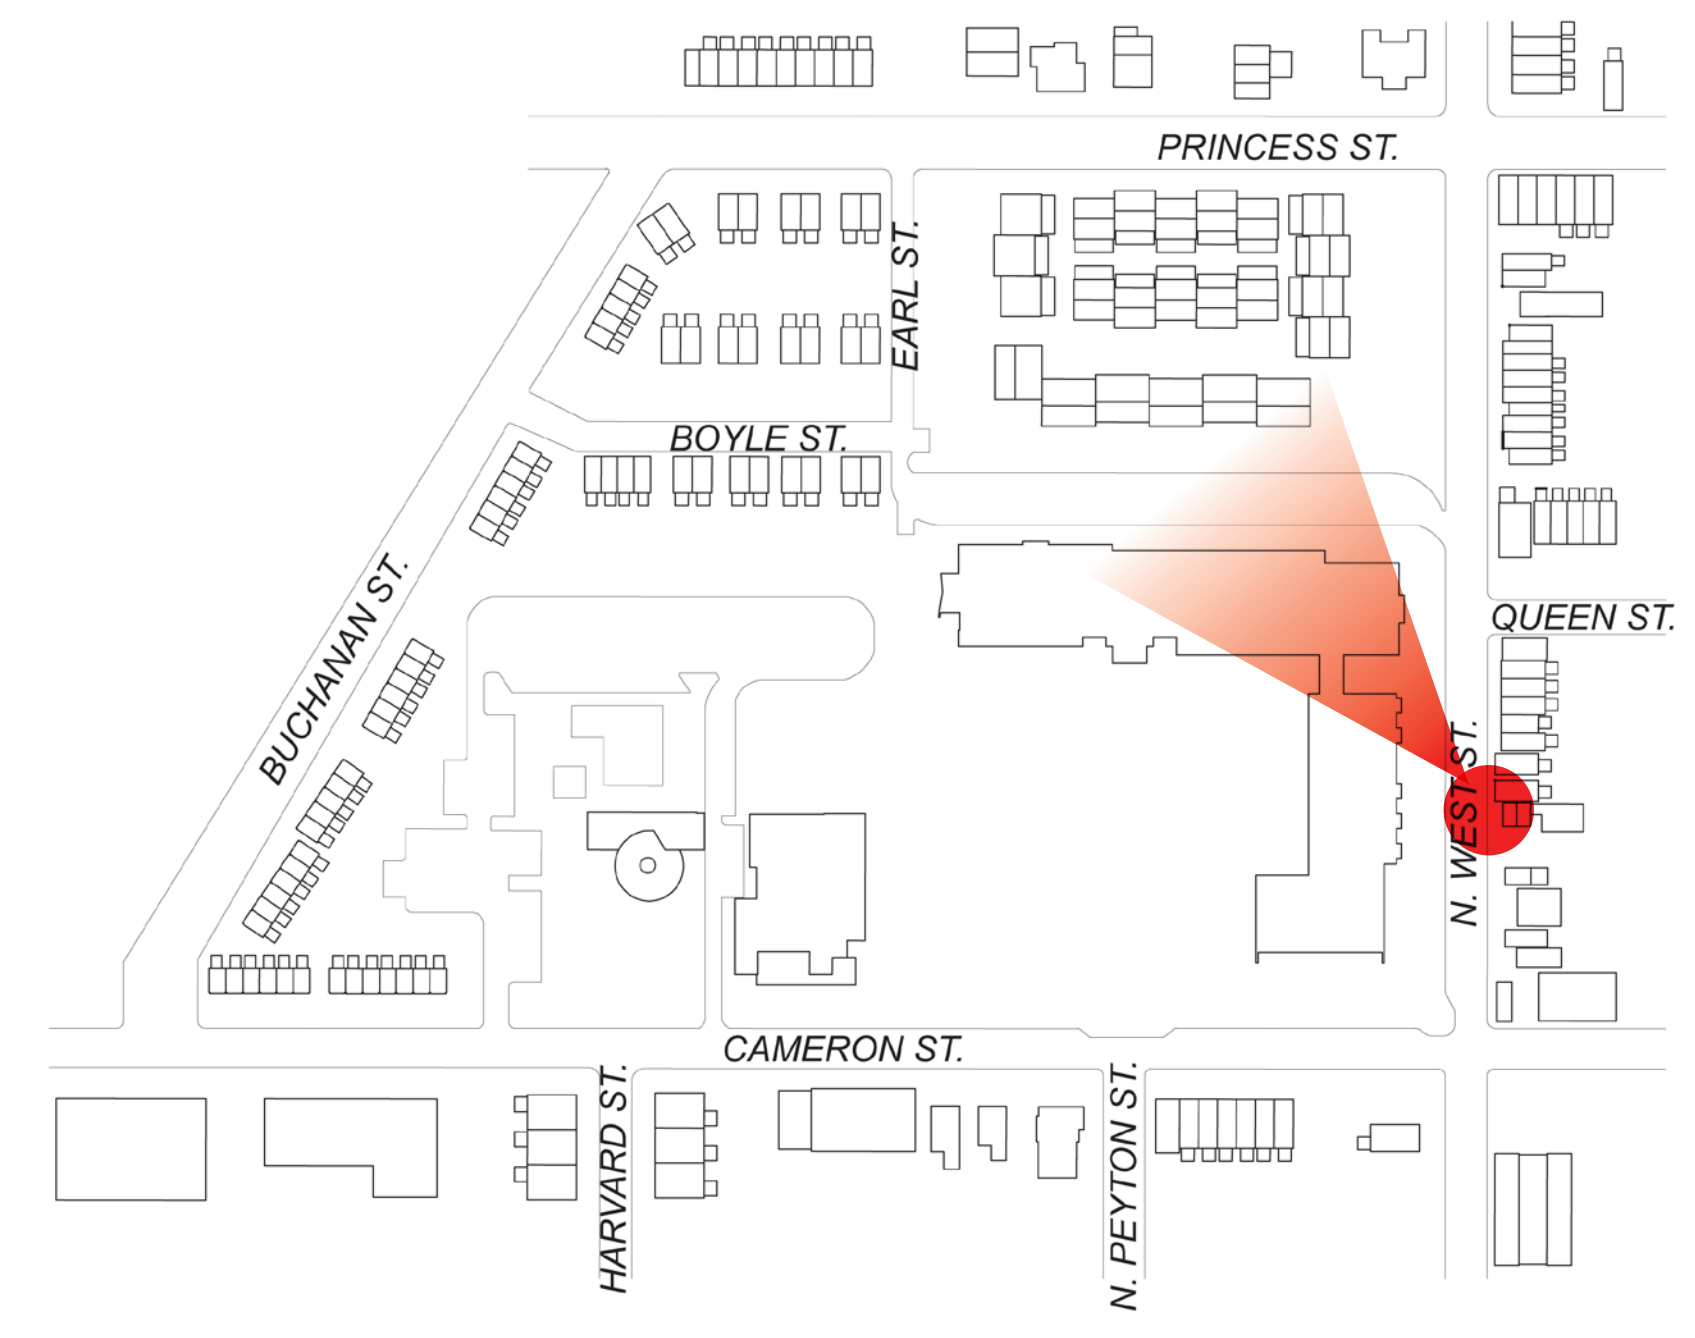 PRINCESS ST.
EARL ST.
BOYLE ST.
BUCHANAN ST.
QUEEN ST.
N. WEST ST.
CAMERON ST.
HARVARD ST.
N. PEYTON ST.